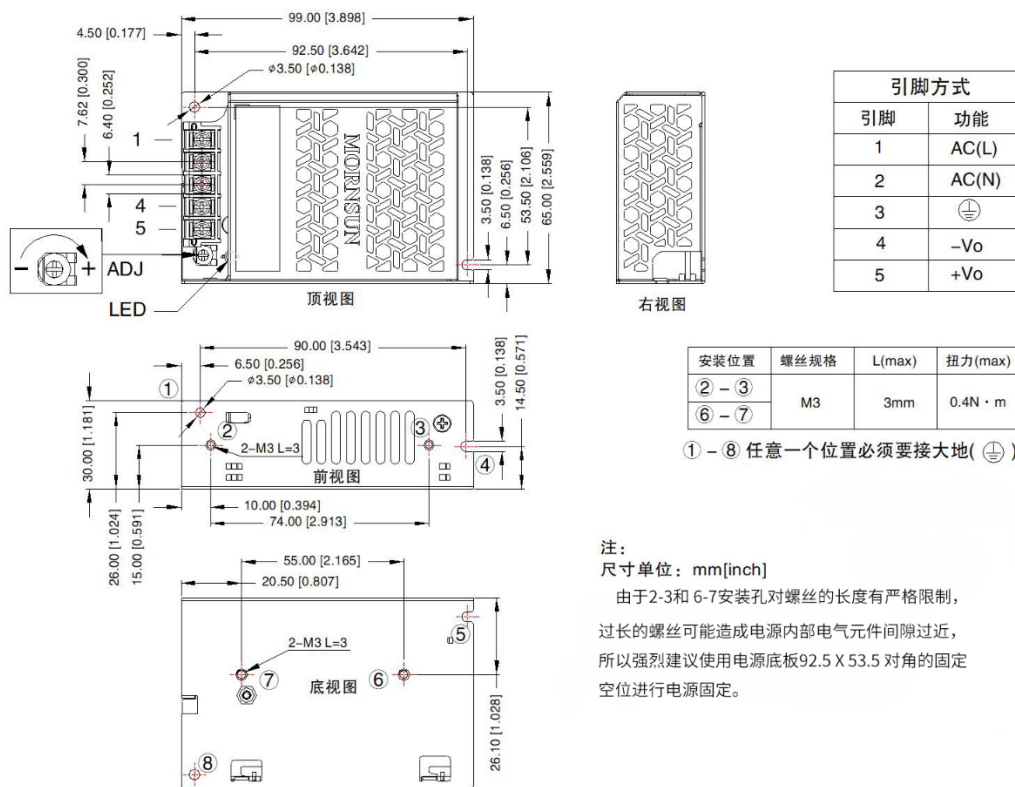 99.00 [3.898]
4.50 [0.177]
92.50 [3.642]
φ3.50 [φ0.138]
7.62 [0.300]
6.40 [0.252]
1
4
5
MORNSUN
3.50 [0.138]
6.50 [0.256]
53.50 [2.106]
65.00 [2.559]
- + ADJ
LED
顶视图
右视图
引脚方式
引脚 功能
1 AC(L)
2 AC(N)
3
4 –Vo
5 +Vo
90.00 [3.543]
6.50 [0.256]
φ3.50 [φ0.138]
3.50 [0.138]
14.50 [0.571]
①
②
③
④
2-M3 L=3
前视图
30.00 [1.181]
26.00 [1.024]
15.00 [0.591]
10.00 [0.394]
74.00 [2.913]
安装位置 螺丝规格 L(max) 扭力(max)
② – ③
M3 3mm 0.4N・m
⑥ – ⑦
① – ⑧ 任意一个位置必须要接大地( ⏚ )
55.00 [2.165]
20.50 [0.807]
2-M3 L=3
⑤
⑦
底视图
⑥
⑧
26.10 [1.028]
注：
尺寸单位：mm[inch]
由于2-3和 6-7安装孔对螺丝的长度有严格限制，
过长的螺丝可能造成电源内部电气元件间隙过近，
所以强烈建议使用电源底板92.5 X 53.5 对角的固定
空位进行电源固定。